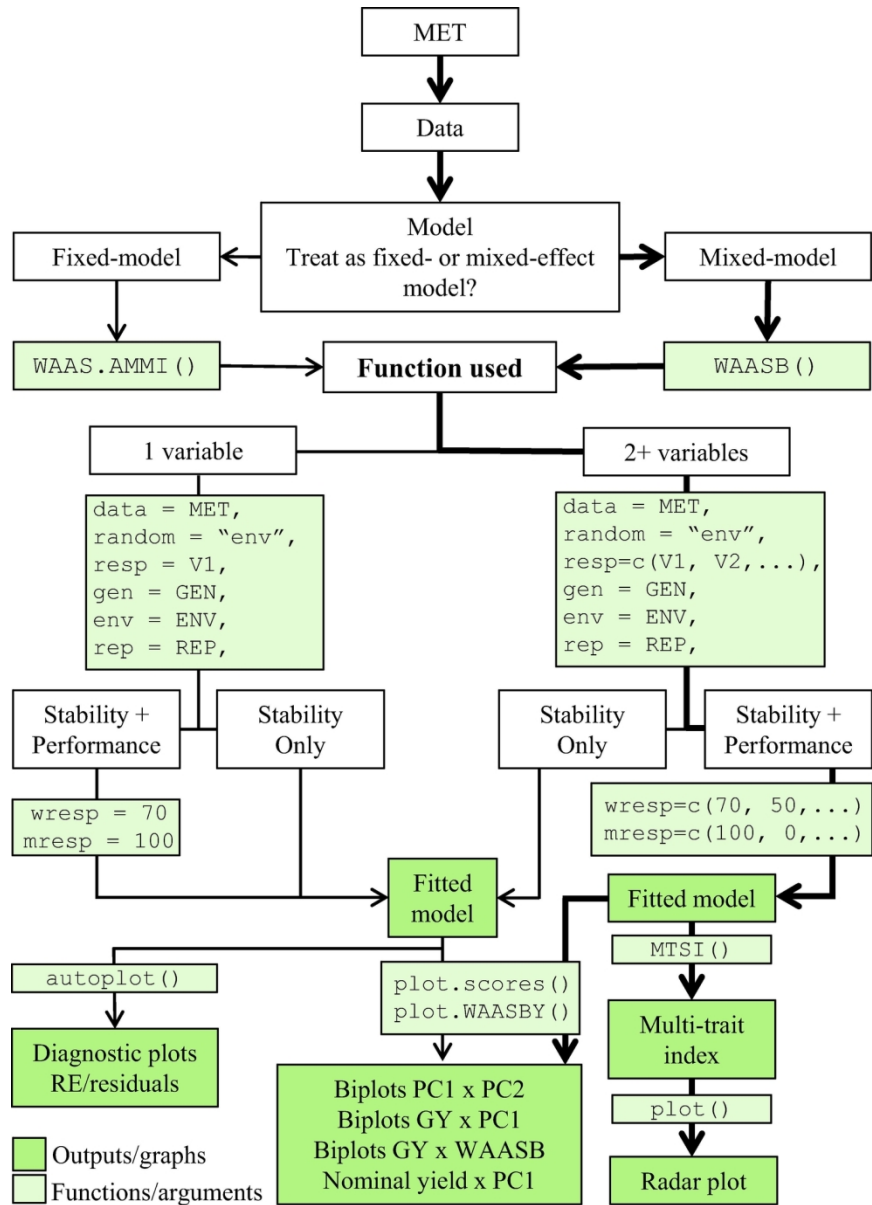 MET
Data
Model
Treat as fixed- or mixed-effect
model?
Fixed-model
Mixed-model
WAAS.AMMI()
Function used
WAASB()
1 variable
2+ variables
data = MET,
random = “env”,
resp = V1,
gen = GEN,
env = ENV,
rep = REP,
data = MET,
random = “env”,
resp=c(V1, V2,...),
gen = GEN,
env = ENV,
rep = REP,
Stability +
Performance
Stability
Only
Stability
Only
Stability +
Performance
wresp = 70
mresp = 100
wresp=c(70, 50,...)
mresp=c(100, 0,...)
Fitted
model
Fitted model
MTSI()
autoplot()
plot.scores()
plot.WAASBY()
Multi-trait
index
Diagnostic plots
RE/residuals
plot()
Biplots PC1 x PC2
Biplots GY x PC1
Biplots GY x WAASB
Nominal yield x PC1
Radar plot
Outputs/graphs
Functions/arguments